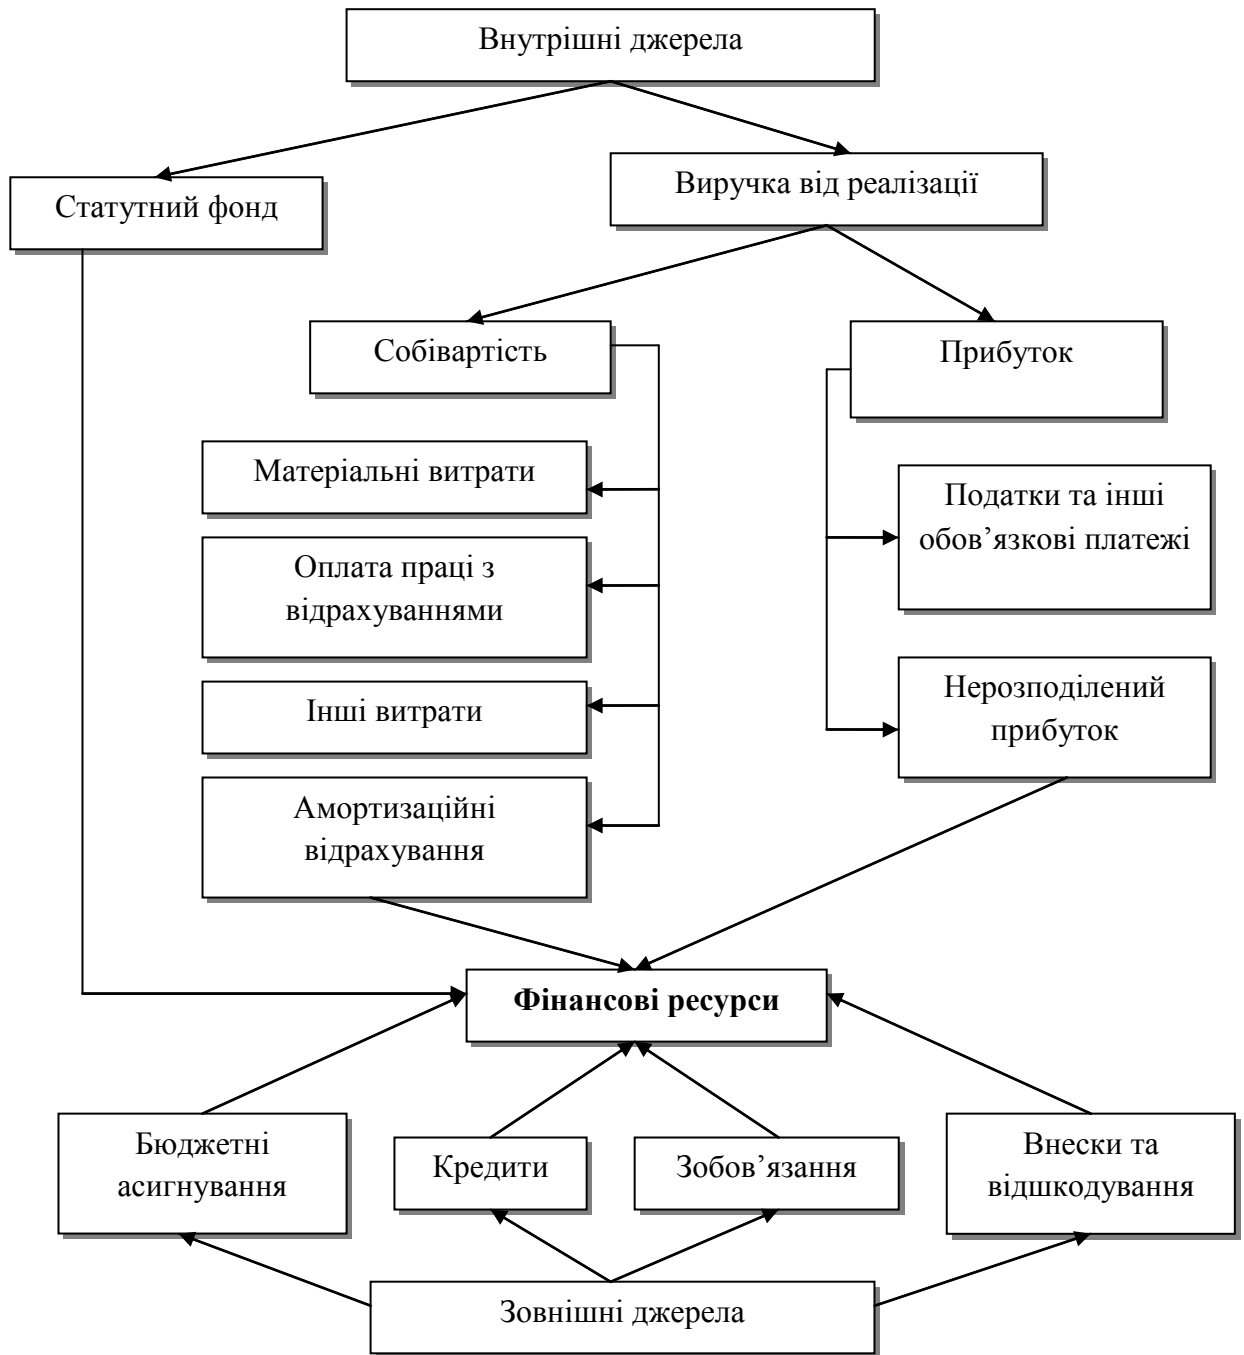 Внутрішні джерела
Статутний фонд
Виручка від реалізації
Собівартість
Прибуток
Матеріальні витрати
Оплата праці з
відрахуваннями
Інші витрати
Амортизаційні
відрахування
Податки та інші
обов’язкові платежі
Нерозподілений
прибуток
Фінансові ресурси
Бюджетні
асигнування
Кредити
Зобов’язання
Внески та
відшкодування
Зовнішні джерела